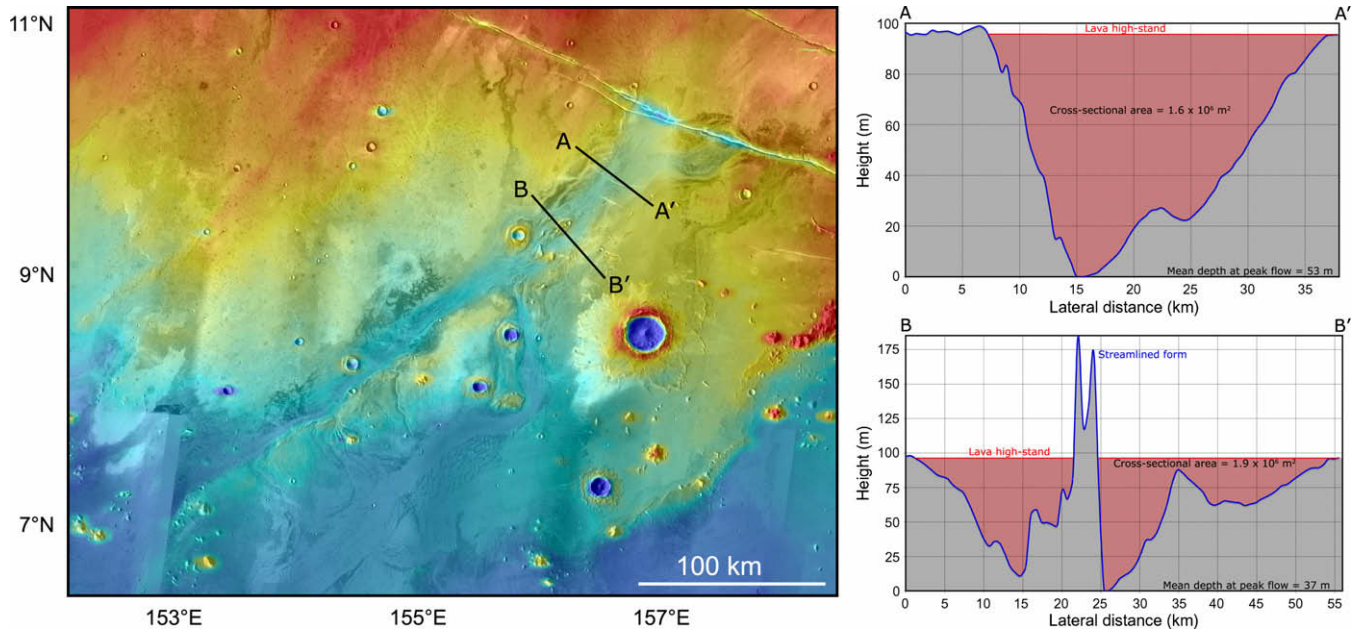 11°N
9°N
7°N
153°E
155°E
157°E
A
A'
B
B'
100 km
A
A'
Height (m)
100
80
60
40
20
0
Lava high-stand
Cross-sectional area = 1.6 x 10⁶ m²
Mean depth at peak flow = 53 m
0 5 10 15 20 25 30 35
Lateral distance (km)
B
B'
Height (m)
175
150
125
100
75
50
25
0
Streamlined form
Lava high-stand
Cross-sectional area = 1.9 x 10⁶ m²
Mean depth at peak flow = 37 m
0 5 10 15 20 25 30 35 40 45 50 55
Lateral distance (km)